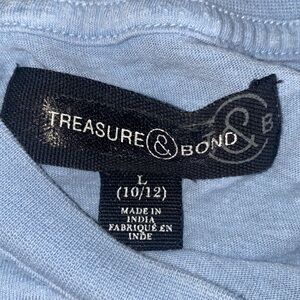 TREASURE & BOND
& B
L
(10/12)
MADE IN
INDIA
FABRIQUÉ EN
INDE